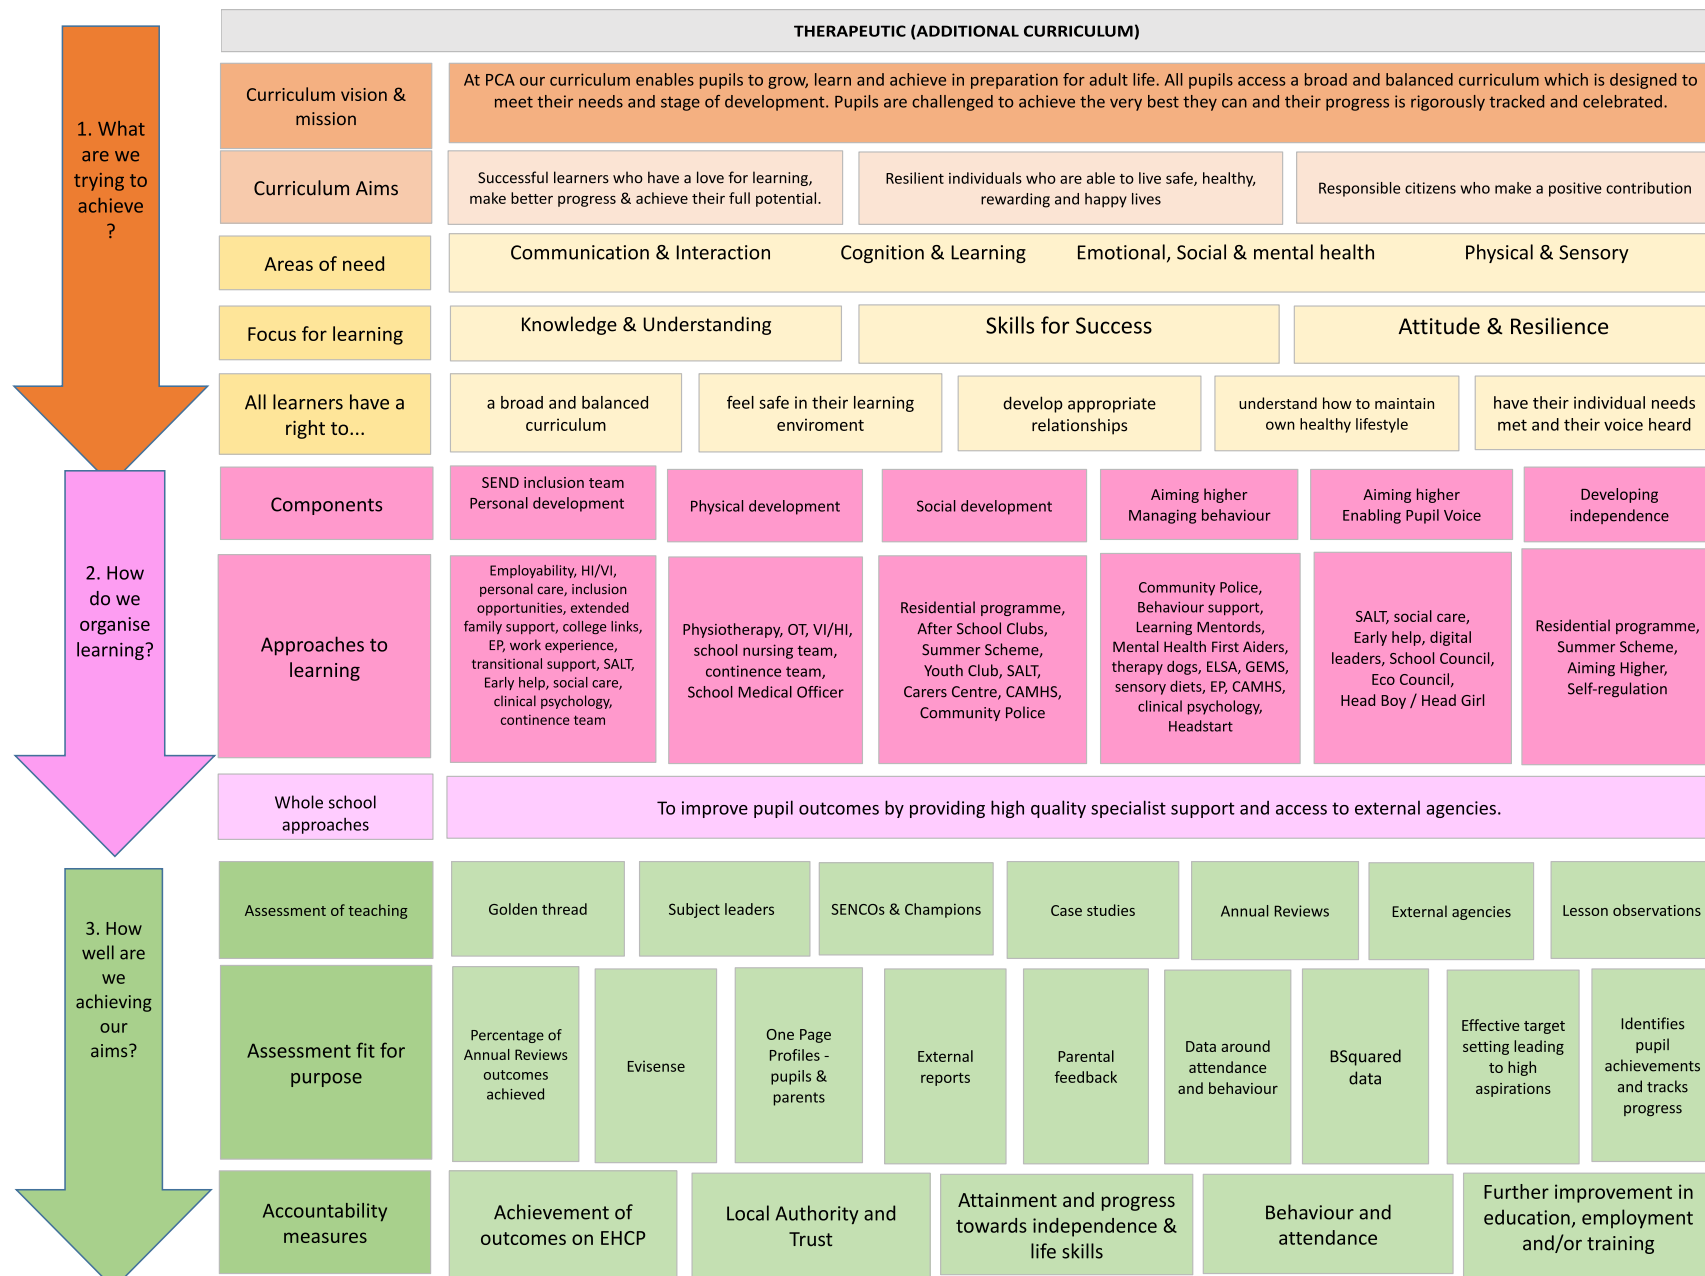 THERAPEUTIC (ADDITIONAL CURRICULUM)
1. What
are we
trying to
achieve
?
Curriculum vision &
mission
At PCA our curriculum enables pupils to grow, learn and achieve in preparation for adult life. All pupils access a broad and balanced curriculum which is designed to
meet their needs and stage of development. Pupils are challenged to achieve the very best they can and their progress is rigorously tracked and celebrated.
Curriculum Aims
Successful learners who have a love for learning,
make better progress & achieve their full potential.
Resilient individuals who are able to live safe, healthy,
rewarding and happy lives
Responsible citizens who make a positive contribution
Areas of need
Communication & Interaction
Cognition & Learning
Emotional, Social & mental health
Physical & Sensory
Focus for learning
Knowledge & Understanding
Skills for Success
Attitude & Resilience
All learners have a
right to...
a broad and balanced
curriculum
feel safe in their learning
enviroment
develop appropriate
relationships
understand how to maintain
own healthy lifestyle
have their individual needs
met and their voice heard
2. How
do we
organise
learning?
Components
SEND inclusion team
Personal development
Physical development
Social development
Aiming higher
Managing behaviour
Aiming higher
Enabling Pupil Voice
Developing
independence
Approaches to
learning
Employability, HI/VI,
personal care, inclusion
opportunities, extended
family support, college links,
EP, work experience,
transitional support, SALT,
Early help, social care,
clinical psychology,
continence team
Physiotherapy, OT, VI/HI,
school nursing team,
continence team,
School Medical Officer
Residential programme,
After School Clubs,
Summer Scheme,
Youth Club, SALT,
Carers Centre, CAMHS,
Community Police
Community Police,
Behaviour support,
Learning Mentords,
Mental Health First Aiders,
therapy dogs, ELSA, GEMS,
sensory diets, EP, CAMHS,
clinical psychology,
Headstart
SALT, social care,
Early help, digital
leaders, School Council,
Eco Council,
Head Boy / Head Girl
Residential programme,
Summer Scheme,
Aiming Higher,
Self-regulation
Whole school
approaches
To improve pupil outcomes by providing high quality specialist support and access to external agencies.
3. How
well are
we
achieving
our
aims?
Assessment of teaching
Golden thread
Subject leaders
SENCOs & Champions
Case studies
Annual Reviews
External agencies
Lesson observations
Assessment fit for
purpose
Percentage of
Annual Reviews
outcomes
achieved
Evisense
One Page
Profiles -
pupils &
parents
External
reports
Parental
feedback
Data around
attendance
and behaviour
BSquared
data
Effective target
setting leading
to high
aspirations
Identifies
pupil
achievements
and tracks
progress
Accountability
measures
Achievement of
outcomes on EHCP
Local Authority and
Trust
Attainment and progress
towards independence &
life skills
Behaviour and
attendance
Further improvement in
education, employment
and/or training